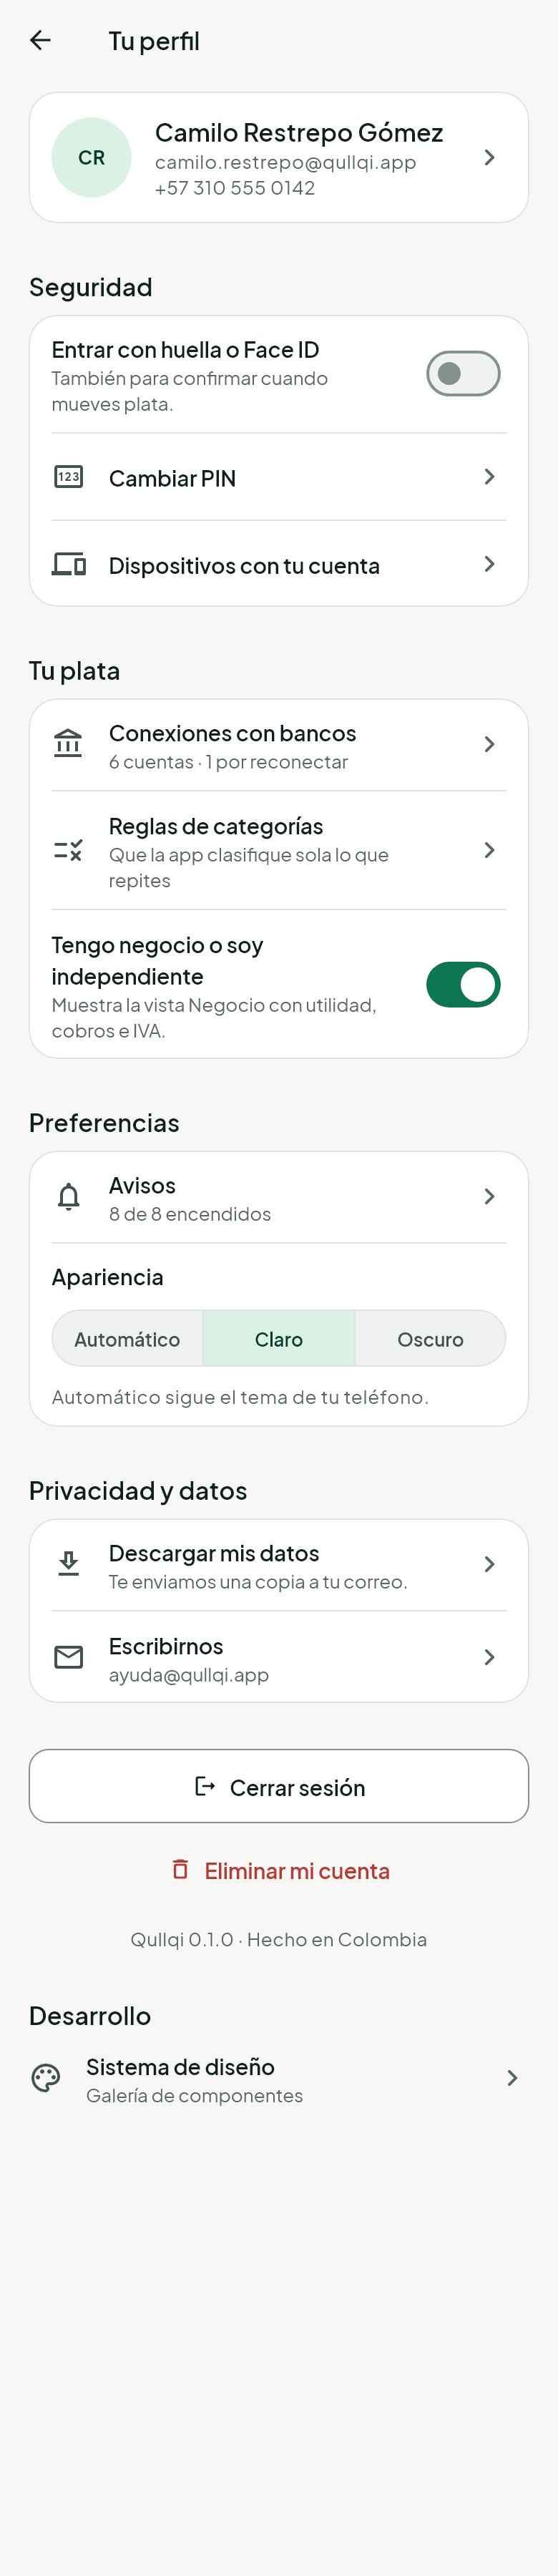 Tu perfil
CR
Camilo Restrepo Gómez
camilo.restrepo@qullqi.app
+57 310 555 0142
Seguridad
Entrar con huella o Face ID
También para confirmar cuando
mueves plata.
123
Cambiar PIN
Dispositivos con tu cuenta
Tu plata
Conexiones con bancos
6 cuentas · 1 por reconectar
Reglas de categorías
Que la app clasifique sola lo que
repites
Tengo negocio o soy
independiente
Muestra la vista Negocio con utilidad,
cobros e IVA.
Preferencias
Avisos
8 de 8 encendidos
Apariencia
Automático Claro Oscuro
Automático sigue el tema de tu teléfono.
Privacidad y datos
Descargar mis datos
Te enviamos una copia a tu correo.
Escribirnos
ayuda@qullqi.app
Cerrar sesión
Eliminar mi cuenta
Qullqi 0.1.0 · Hecho en Colombia
Desarrollo
Sistema de diseño
Galería de componentes